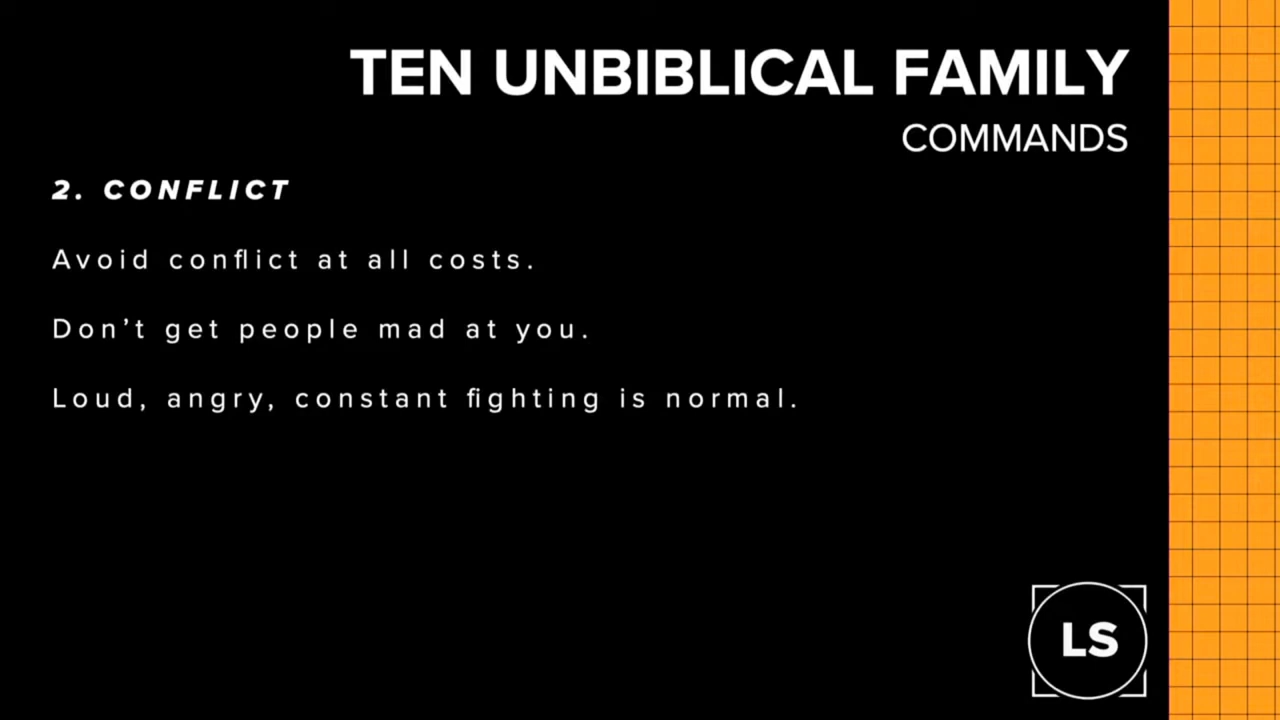 TEN UNBIBLICAL FAMILY
COMMANDS
2. CONFLICT
Avoid conflict at all costs.
Don’t get people mad at you.
Loud, angry, constant fighting is normal.
LS